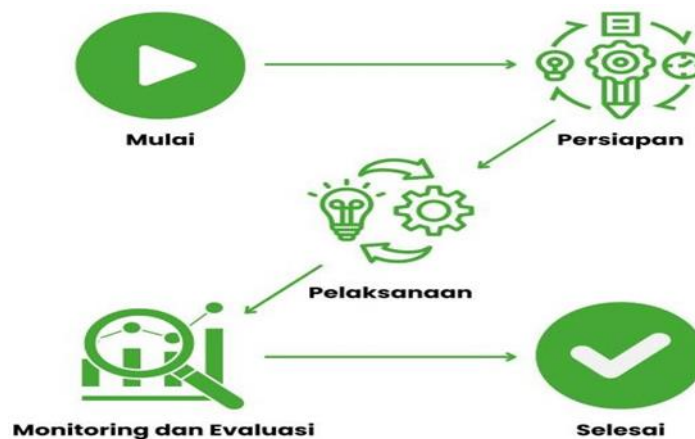 Mulai
Persiapan
Pelaksanaan
Monitoring dan Evaluasi
Selesai